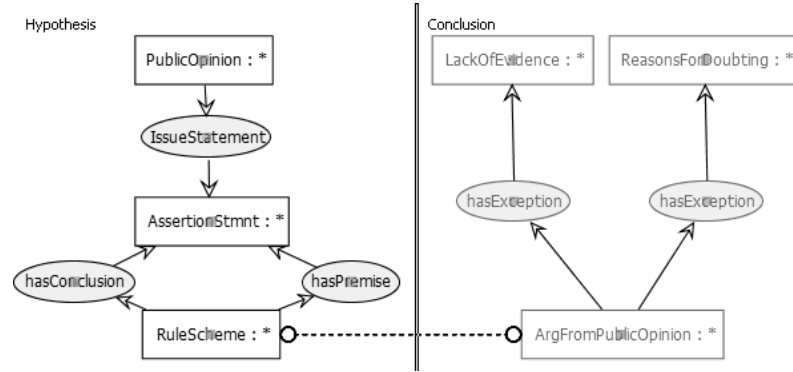 Hypothesis
Conclusion
PublicOpinion : *
LackOfEvidence : *
ReasonsForDoubting : *
IssueStatement
AssertionStmnt : *
hasException
hasException
hasConclusion
hasPremise
RuleScheme : *
ArgFromPublicOpinion : *